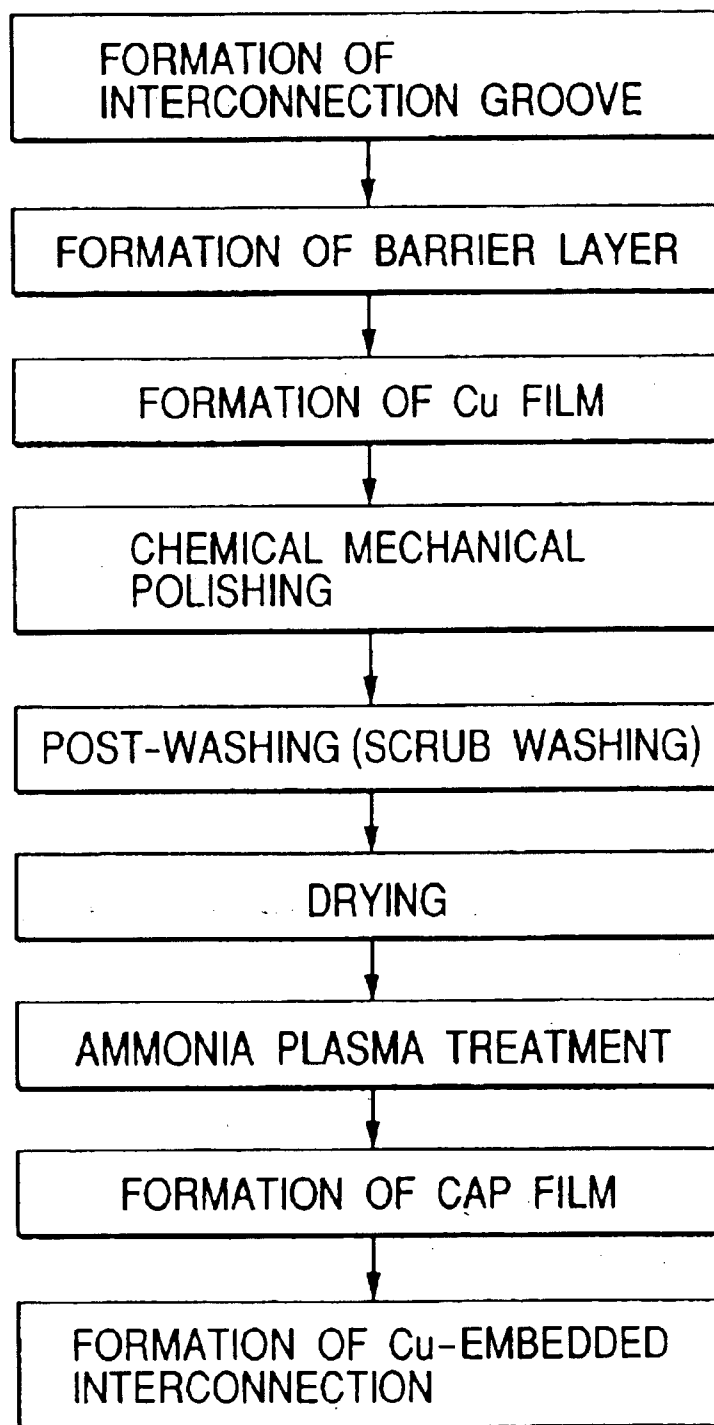 FORMATION OF
INTERCONNECTION GROOVE
FORMATION OF BARRIER LAYER
FORMATION OF Cu FILM
CHEMICAL MECHANICAL
POLISHING
POST-WASHING (SCRUB WASHING)
DRYING
AMMONIA PLASMA TREATMENT
FORMATION OF CAP FILM
FORMATION OF Cu-EMBEDDED
INTERCONNECTION